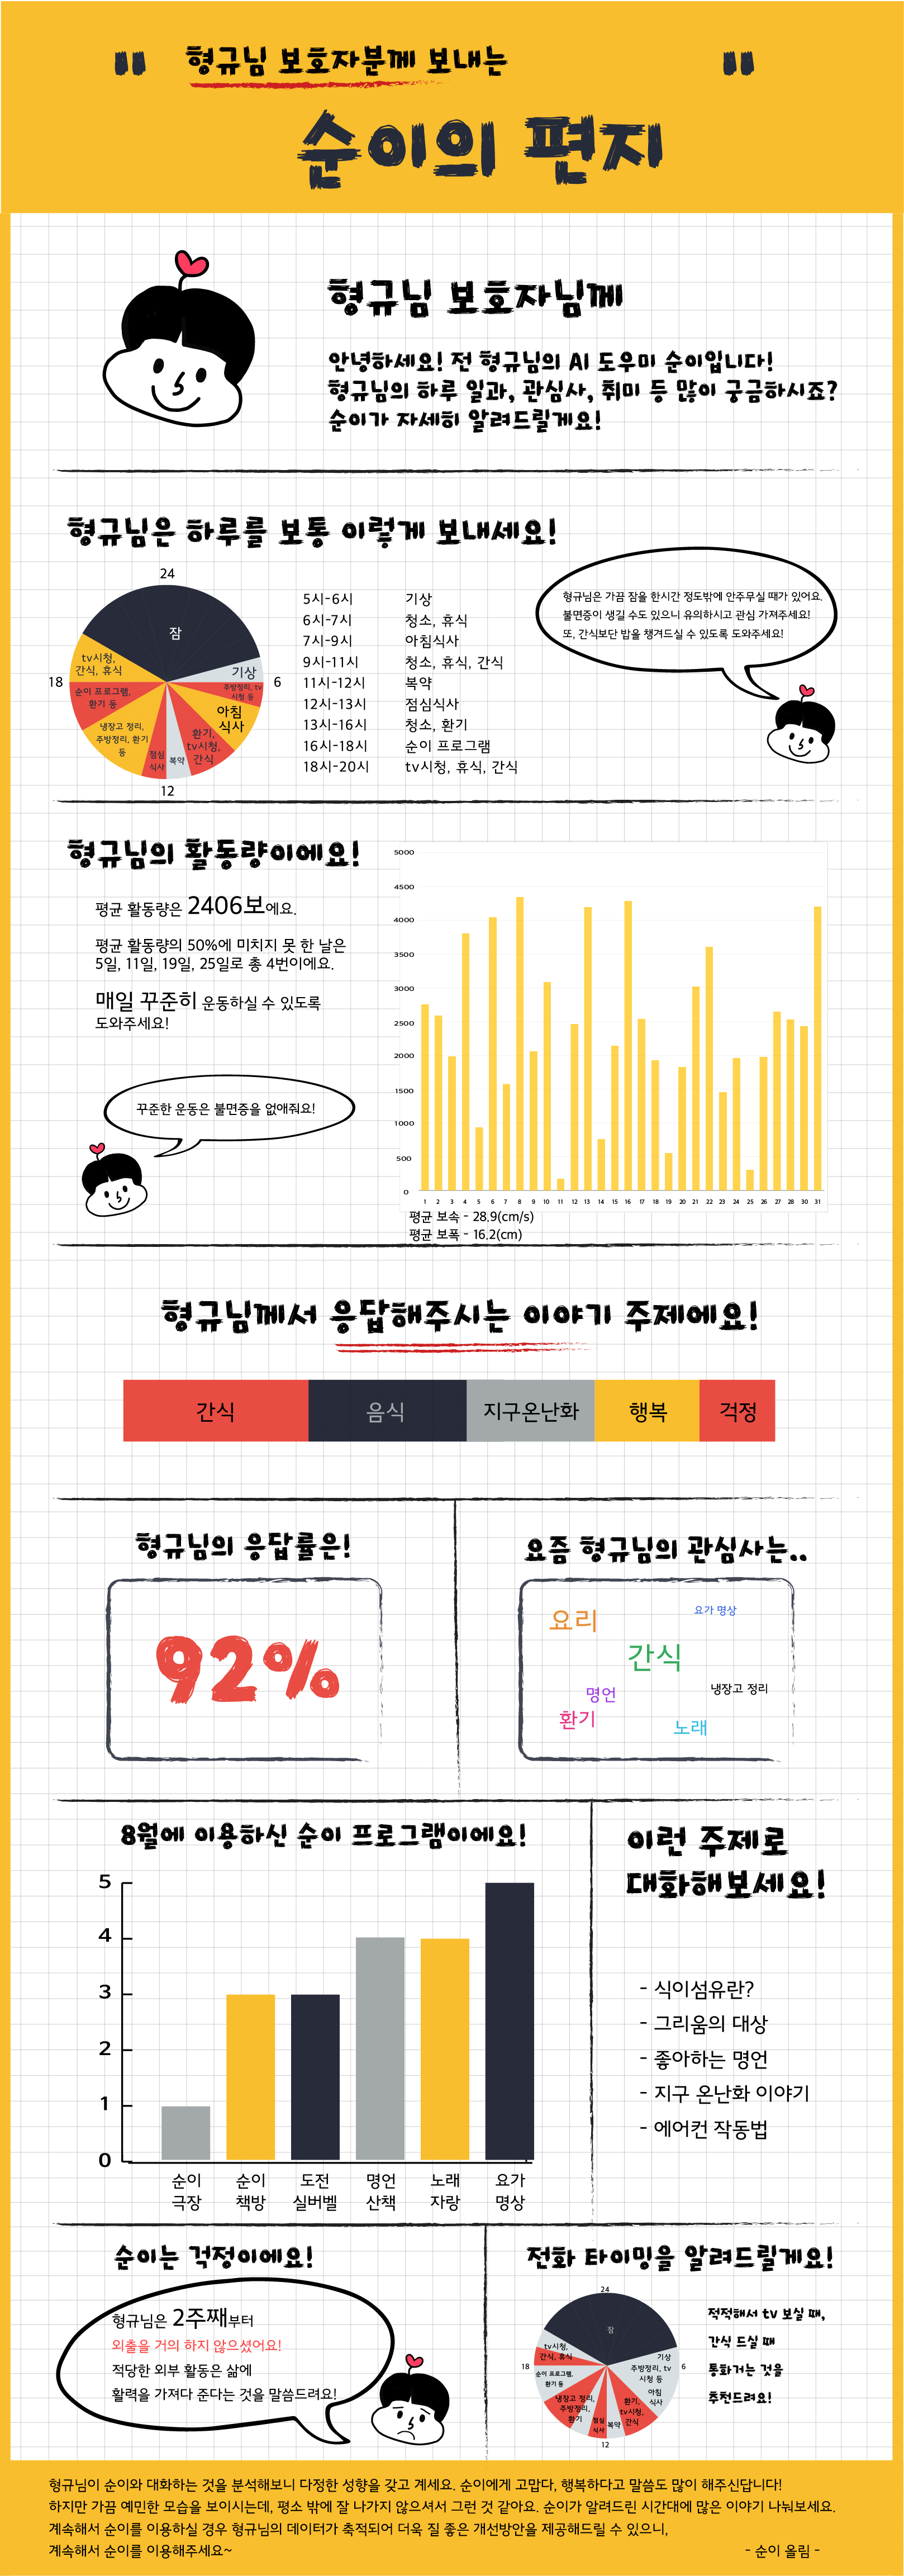 " 형규님 보호자분께 보내는 "
순이의 편지
형규님 보호자님께
안녕하세요! 전 형규님의 AI 도우미 순이입니다!
형규님의 하루 일과, 관심사, 취미 등 많이 궁금하시죠?
순이가 자세히 알려드릴게요!
형규님은 하루를 보통 이렇게 보내세요!
24
잠
기상
6
주방정리, tv
시청 등
아침
식사
환기,
tv시청,
간식
복약
12
점심
식사
냉장고 정리,
주방정리, 환기
등
순이 프로그램,
환기 등
18
tv시청,
간식, 휴식
5시-6시 기상
6시-7시 청소, 휴식
7시-9시 아침식사
9시-11시 청소, 휴식, 간식
11시-12시 복약
12시-13시 점심식사
13시-16시 청소, 환기
16시-18시 순이 프로그램
18시-20시 tv시청, 휴식, 간식
형규님은 가끔 잠을 한시간 정도밖에 안주무실 때가 있어요.
불면증이 생길 수도 있으니 유의하시고 관심 가져주세요!
또, 간식보단 밥을 챙겨드실 수 있도록 도와주세요!
형규님의 활동량이에요!
평균 활동량은 2406보에요.
평균 활동량의 50%에 미치지 못 한 날은
5일, 11일, 19일, 25일로 총 4번이에요.
매일 꾸준히 운동하실 수 있도록
도와주세요!
꾸준한 운동은 불면증을 없애줘요!
5000
4500
4000
3500
3000
2500
2000
1500
1000
500
0
1 2 3 4 5 6 7 8 9 10 11 12 13 14 15 16 17 18 19 20 21 22 23 24 25 26 27 28 30 31
평균 보속 - 28.9(cm/s)
평균 보폭 - 16.2(cm)
형규님께서 응답해주시는 이야기 주제에요!
간식 음식 지구온난화 행복 걱정
형규님의 응답률은!
92%
요즘 형규님의 관심사는..
요리
요가 명상
간식
냉장고 정리
명언
환기
노래
8월에 이용하신 순이 프로그램이에요!
5
4
3
2
1
0
순이 순이 도전 명언 노래 요가
극장 책방 실버벨 산책 자랑 명상
이런 주제로
대화해보세요!
- 식이섬유란?
- 그리움의 대상
- 좋아하는 명언
- 지구 온난화 이야기
- 에어컨 작동법
순이는 걱정이에요!
형규님은 2주째부터
외출을 거의 하지 않으셨어요!
적당한 외부 활동은 삶에
활력을 가져다 준다는 것을 말씀드려요!
전화 타이밍을 알려드릴게요!
24
잠
기상
6
주방정리, tv
시청 등
아침
식사
환기,
tv시청,
간식
복약
12
점심
식사
냉장고 정리,
주방정리,
환기
순이 프로그램,
환기 등
18
tv시청,
간식, 휴식
적적해서 tv 보실 때,
간식 드실 때
통화거는 것을
추천드려요!
형규님이 순이와 대화하는 것을 분석해보니 다정한 성향을 갖고 계세요. 순이에게 고맙다, 행복하다고 말씀도 많이 해주신답니다!
하지만 가끔 예민한 모습을 보이시는데, 평소 밖에 잘 나가지 않으셔서 그런 것 같아요. 순이가 알려드린 시간대에 많은 이야기 나눠보세요.
계속해서 순이를 이용하실 경우 형규님의 데이터가 축적되어 더욱 질 좋은 개선방안을 제공해드릴 수 있으니,
계속해서 순이를 이용해주세요~
- 순이 올림 -